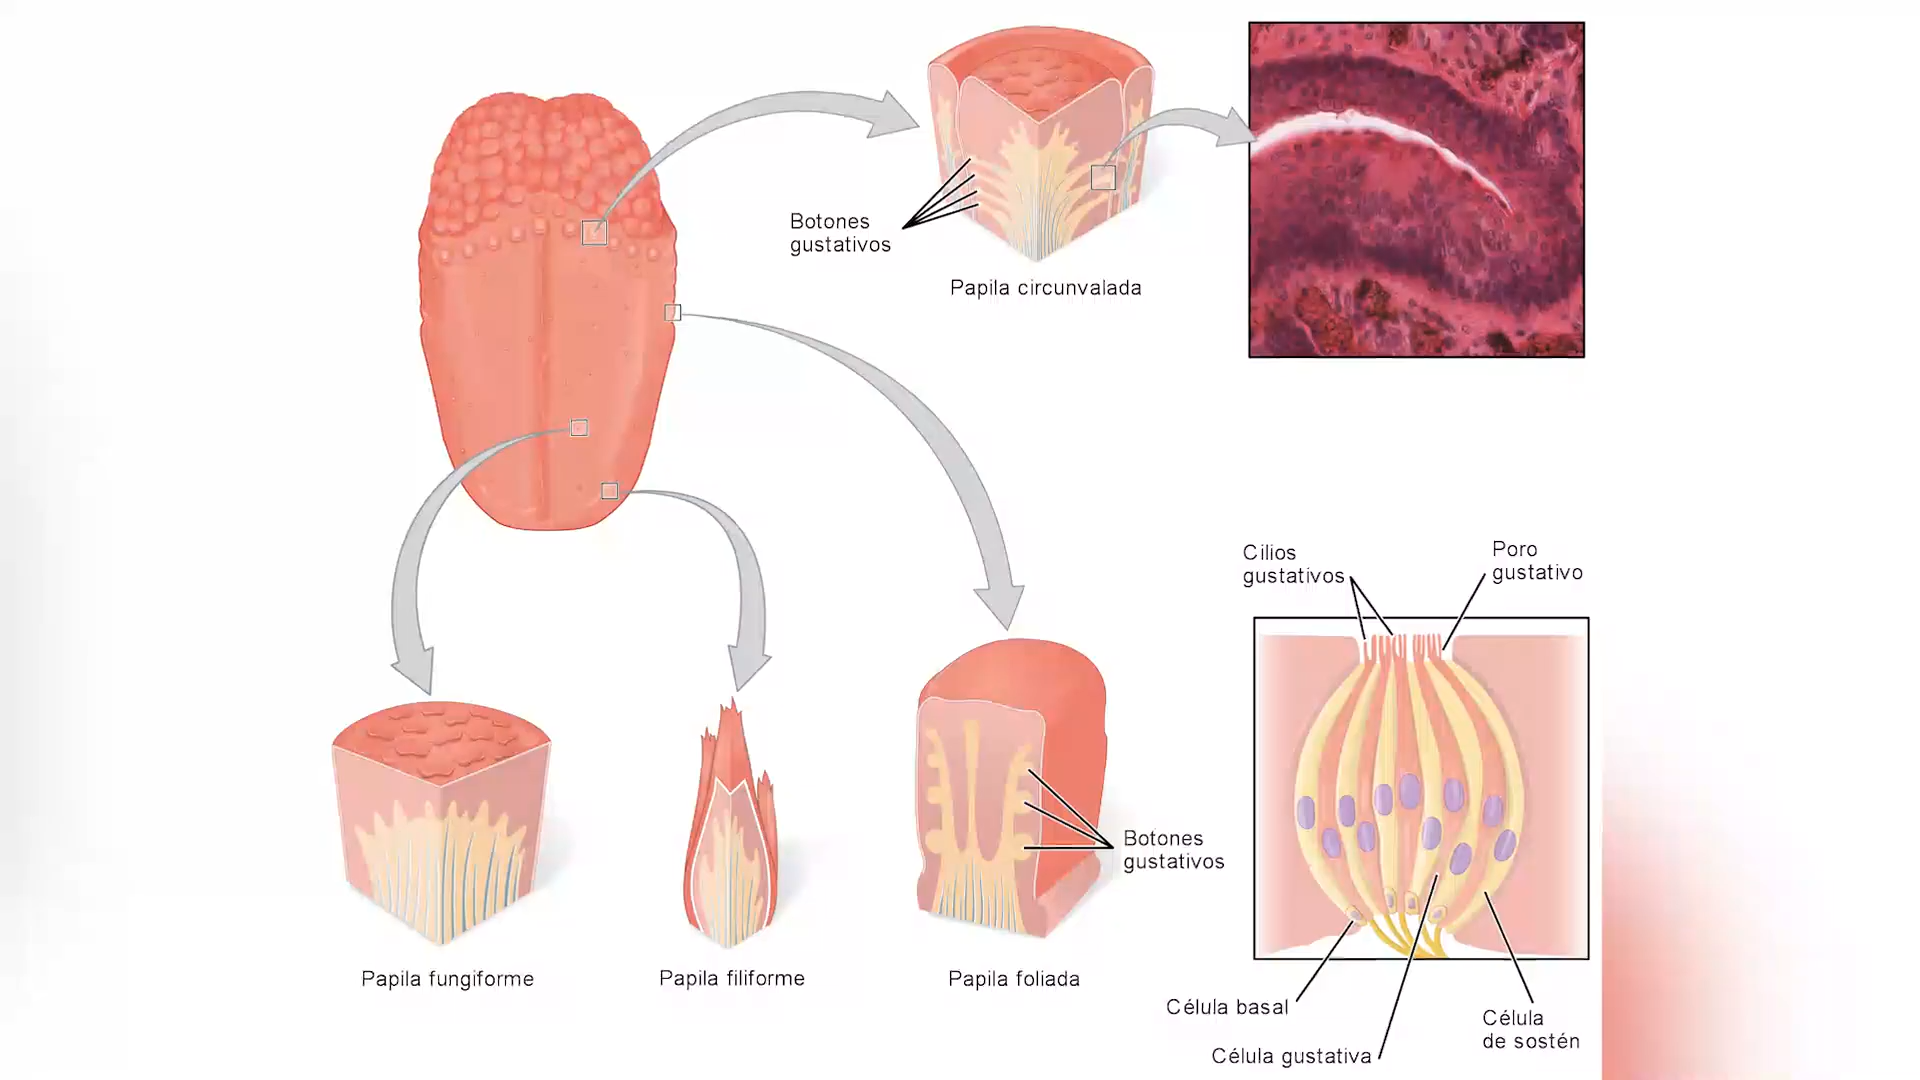 Botones
gustativos
Papila circunvalada
Cilios
gustativos
Poro
gustativo
Botones
gustativos
Papila fungiforme
Papila filiforme
Papila foliada
Célula basal
Célula
de sostén
Célula gustativa